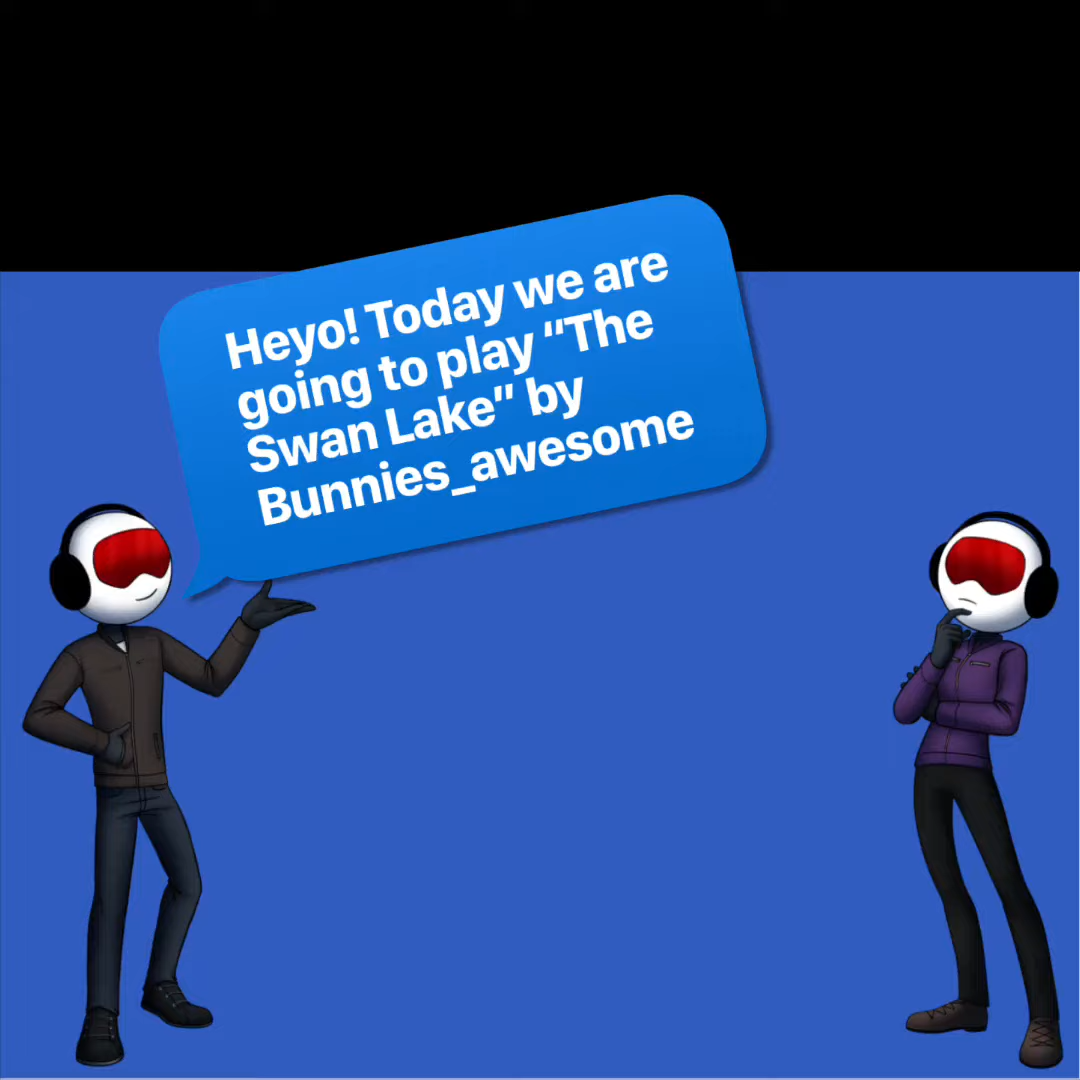 Heyo! Today we are
going to play “The
Swan Lake” by
Bunnies_awesome